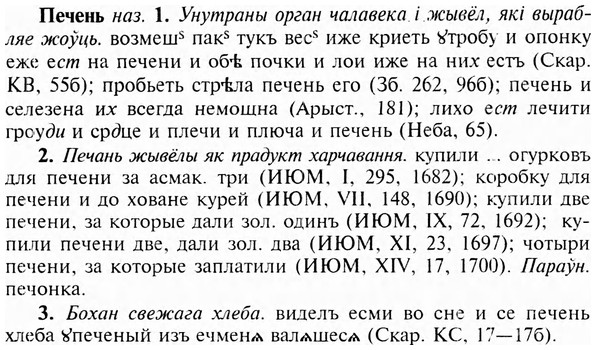 Печень наз. 1. Унутраны орган чалавека і жывёл, які выраб-
ляе жоўць. возмешˢ пакˢ тукъ весˢ иже криеть ꙋтробу и опонку
еже ест на печени и обѣ почки и лои иже на них естъ (Скар.
КВ, 55б); пробьеть стрѣла печень его (Зб. 262, 96б); печень и
селезена их всегда немощна (Арыст., 181); лихо ест лечити
гроуди и срдце и плечи и плюча и печень (Неба, 65).
2. Печань жывёлы як прадукт харчавання. купили ... огурковъ
для печени за асмак. три (ИЮМ, I, 295, 1682); коробку для
печени и до ховане курей (ИЮМ, VII, 148, 1690); купили две
печени, за которые дали зол. одинъ (ИЮМ, IX, 72, 1692); ку-
пили печени две, дали зол. два (ИЮМ, XI, 23, 1697); чотыри
печени, за которые заплатили (ИЮМ, XIV, 17, 1700). Параўн.
печонка.
3. Бохан свежага хлеба. виделъ есми во сне и се печень
хлеба ꙋпеченый изъ ечменѧ валѧшесѧ (Скар. КС, 17—17б).